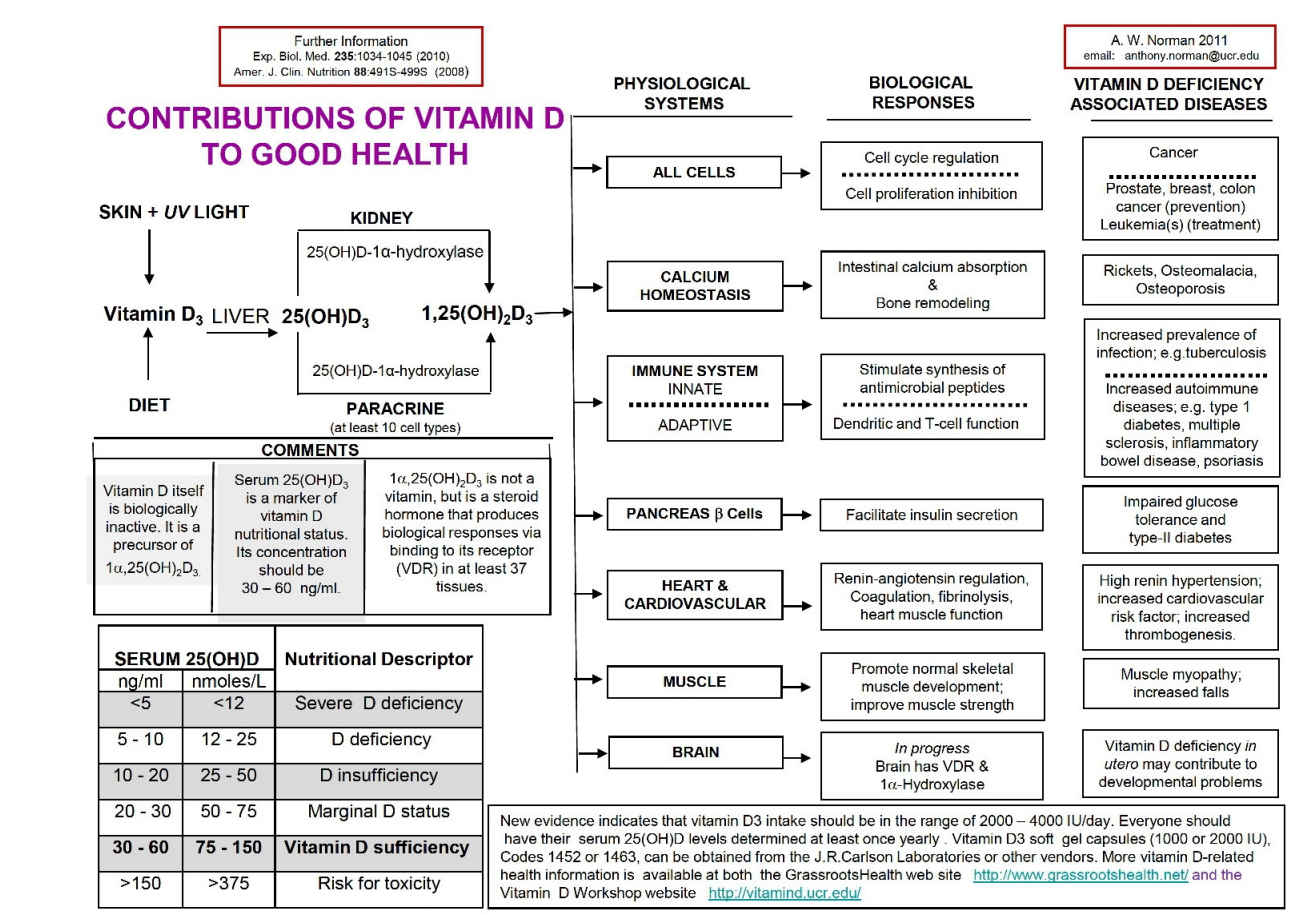 Further Information
Exp. Biol. Med. 235:1034-1045 (2010)
Amer. J. Clin. Nutrition 88:491S-499S (2008)
A. W. Norman 2011
email: anthony.norman@ucr.edu
CONTRIBUTIONS OF VITAMIN D
TO GOOD HEALTH
SKIN + UV LIGHT
KIDNEY
25(OH)D-1α-hydroxylase
Vitamin D₃ LIVER 25(OH)D₃ 1,25(OH)₂D₃
25(OH)D-1α-hydroxylase
DIET
PARACRINE
(at least 10 cell types)
COMMENTS
Vitamin D itself
is biologically
inactive. It is a
precursor of
1α,25(OH)₂D₃.
Serum 25(OH)D₃
is a marker of
vitamin D
nutritional status.
Its concentration
should be
30 – 60 ng/ml.
1α,25(OH)₂D₃ is not a
vitamin, but is a steroid
hormone that produces
biological responses via
binding to its receptor
(VDR) in at least 37
tissues.
SERUM 25(OH)D Nutritional Descriptor
ng/ml nmoles/L
<5 <12 Severe D deficiency
5 - 10 12 - 25 D deficiency
10 - 20 25 - 50 D insufficiency
20 - 30 50 - 75 Marginal D status
30 - 60 75 - 150 Vitamin D sufficiency
>150 >375 Risk for toxicity
PHYSIOLOGICAL
SYSTEMS
BIOLOGICAL
RESPONSES
VITAMIN D DEFICIENCY
ASSOCIATED DISEASES
ALL CELLS
Cell cycle regulation
Cell proliferation inhibition
Cancer
Prostate, breast, colon
cancer (prevention)
Leukemia(s) (treatment)
CALCIUM
HOMEOSTASIS
Intestinal calcium absorption
&
Bone remodeling
Rickets, Osteomalacia,
Osteoporosis
IMMUNE SYSTEM
INNATE
ADAPTIVE
Stimulate synthesis of
antimicrobial peptides
Dendritic and T-cell function
Increased prevalence of
infection; e.g.tuberculosis
Increased autoimmune
diseases; e.g. type 1
diabetes, multiple
sclerosis, inflammatory
bowel disease, psoriasis
PANCREAS β Cells
Facilitate insulin secretion
Impaired glucose
tolerance and
type-II diabetes
HEART &
CARDIOVASCULAR
Renin-angiotensin regulation,
Coagulation, fibrinolysis,
heart muscle function
High renin hypertension;
increased cardiovascular
risk factor; increased
thrombogenesis.
MUSCLE
Promote normal skeletal
muscle development;
improve muscle strength
Muscle myopathy;
increased falls
BRAIN
In progress
Brain has VDR &
1α-Hydroxylase
Vitamin D deficiency in
utero may contribute to
developmental problems
New evidence indicates that vitamin D3 intake should be in the range of 2000 – 4000 IU/day. Everyone should
have their serum 25(OH)D levels determined at least once yearly . Vitamin D3 soft gel capsules (1000 or 2000 IU),
Codes 1452 or 1463, can be obtained from the J.R.Carlson Laboratories or other vendors. More vitamin D-related
health information is available at both the GrassrootsHealth web site http://www.grassrootshealth.net/ and the
Vitamin D Workshop website http://vitamind.ucr.edu/